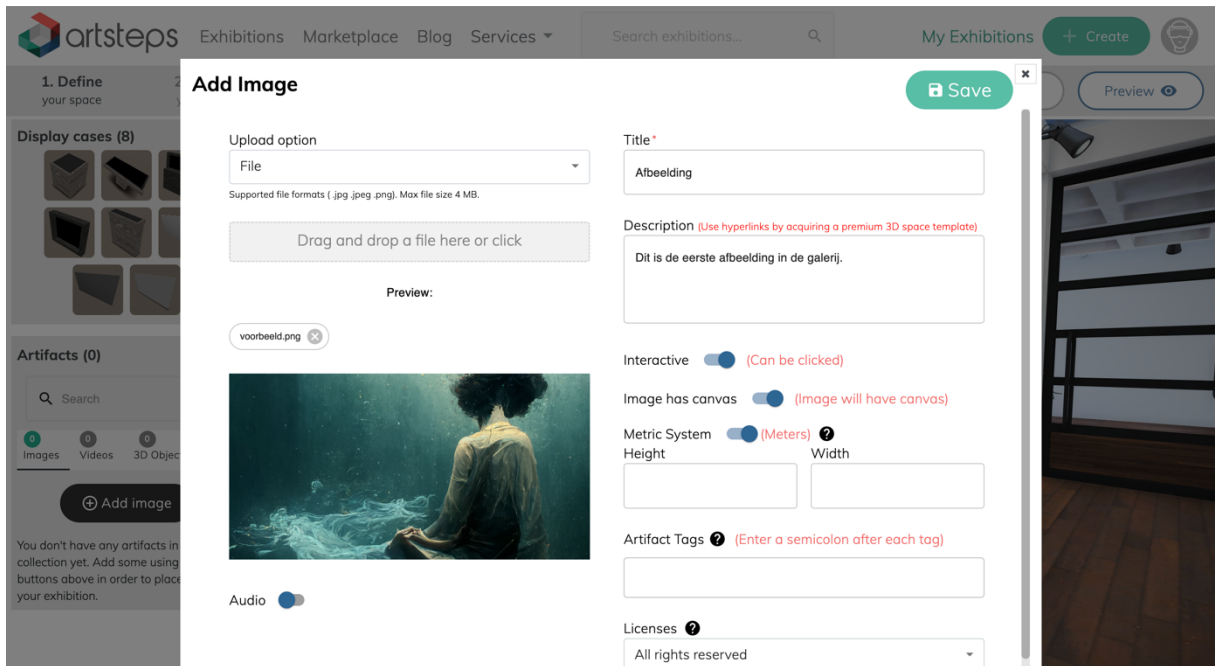 artsteps Exhibitions Marketplace Blog Services Search exhibitions... My Exhibitions + Create
1. Define
your space
Preview
Display cases (8)
Artifacts (0)
Search
0 0 0
Images Videos 3D Objec
Add image
You don't have any artifacts in
collection yet. Add some using
buttons above in order to place
your exhibition.
Add Image
Save
Upload option
File
Supported file formats ( .jpg .jpeg .png). Max file size 4 MB.
Drag and drop a file here or click
Preview:
voorbeeld.png
Audio
Title*
Afbeelding
Description (Use hyperlinks by acquiring a premium 3D space template)
Dit is de eerste afbeelding in de galerij.
Interactive (Can be clicked)
Image has canvas (Image will have canvas)
Metric System (Meters) ?
Height Width
Artifact Tags ? (Enter a semicolon after each tag)
Licenses ?
All rights reserved